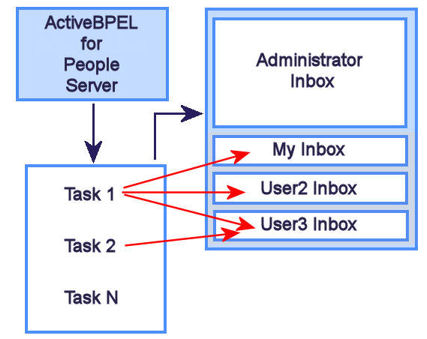 ActiveBPEL
for
People
Server
Administrator
Inbox
My Inbox
User2 Inbox
User3 Inbox
Task 1
Task 2
Task N